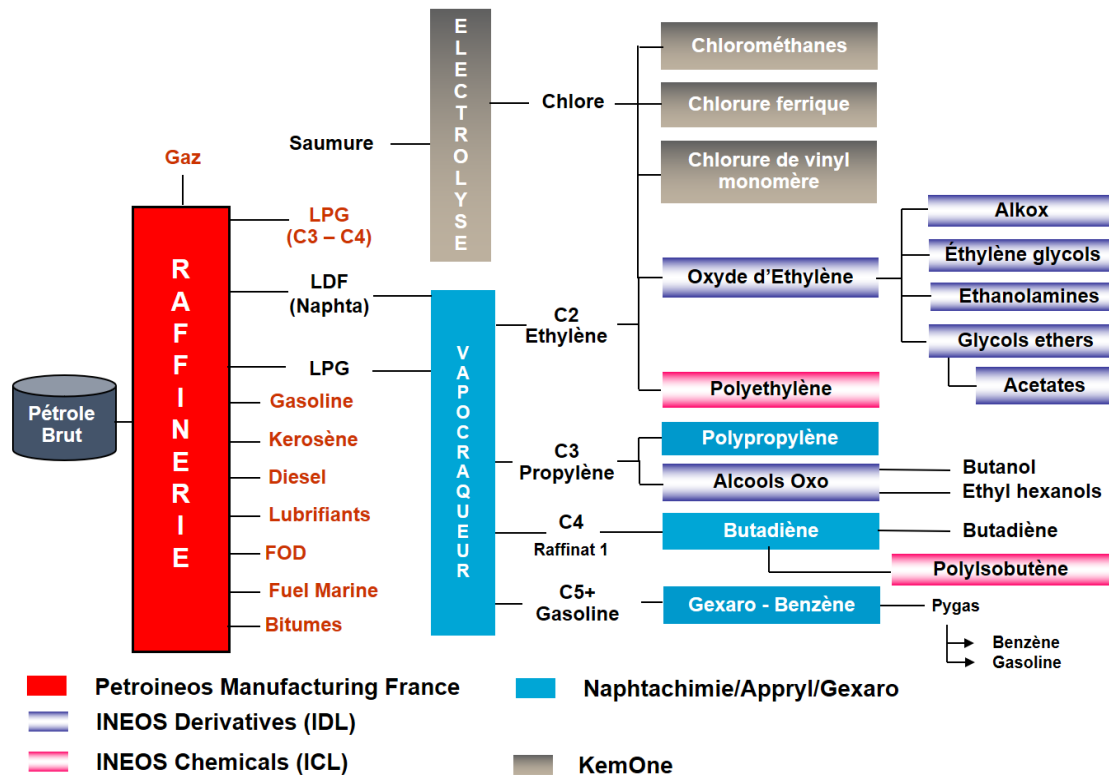 ELECTROLYSE
Chlorométhanes
Chlorure ferrique
Chlorure de vinyl
monomère
Saumure
Chlore
Gaz
RAFFINERIE
LPG
(C3 – C4)
LDF
(Naphta)
LPG
Gasoline
Kerosène
Diesel
Lubrifiants
FOD
Fuel Marine
Bitumes
Pétrole
Brut
VAPOCRAQUEUR
C2
Ethylène
Oxyde d'Ethylène
Alkox
Éthylène glycols
Ethanolamines
Glycols ethers
Acetates
Polyethylène
C3
Propylène
Polypropylène
Alcools Oxo
Butanol
Ethyl hexanols
C4
Raffinat 1
Butadiène
Butadiène
PolyIsobutène
C5+
Gasoline
Gexaro - Benzène
Pygas
Benzène
Gasoline
Petroineos Manufacturing France
Naphtachimie/Appryl/Gexaro
INEOS Derivatives (IDL)
INEOS Chemicals (ICL)
KemOne